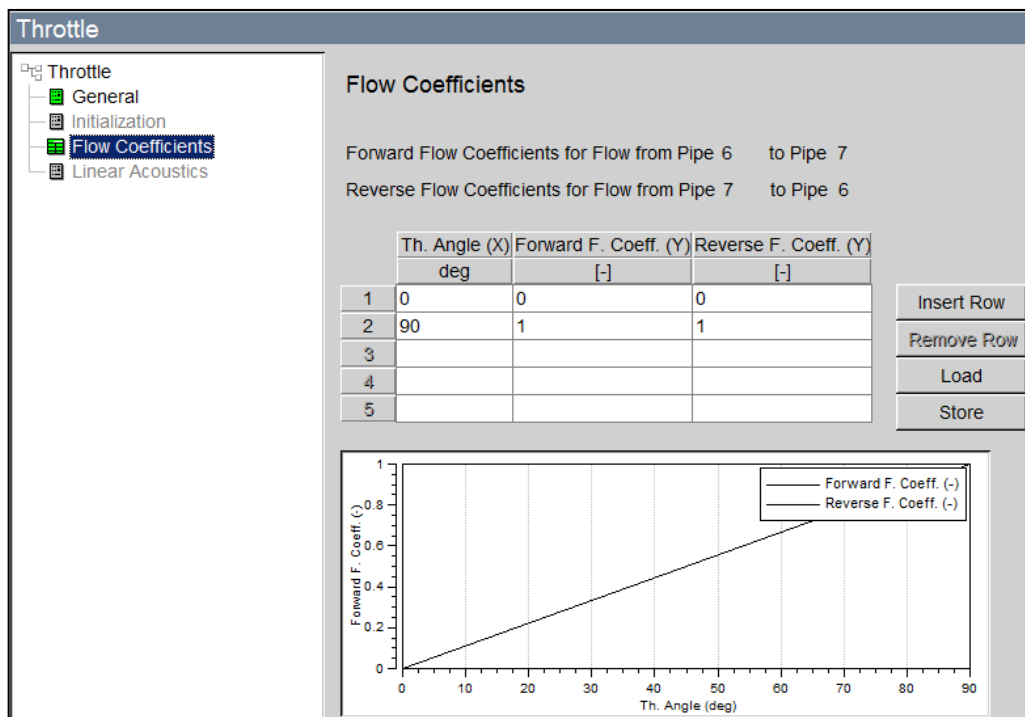 Throttle
Throttle
General
Initialization
Flow Coefficients
Linear Acoustics
Flow Coefficients
Forward Flow Coefficients for Flow from Pipe 6 to Pipe 7
Reverse Flow Coefficients for Flow from Pipe 7 to Pipe 6
Th. Angle (X) Forward F. Coeff. (Y) Reverse F. Coeff. (Y)
deg [-] [-]
1 0 0 0
2 90 1 1
3
4
5
Insert Row
Remove Row
Load
Store
Forward F. Coeff. (-)
Reverse F. Coeff. (-)
Forward F. Coeff. (-)
1
0.8
0.6
0.4
0.2
0
0 10 20 30 40 50 60 70 80 90
Th. Angle (deg)